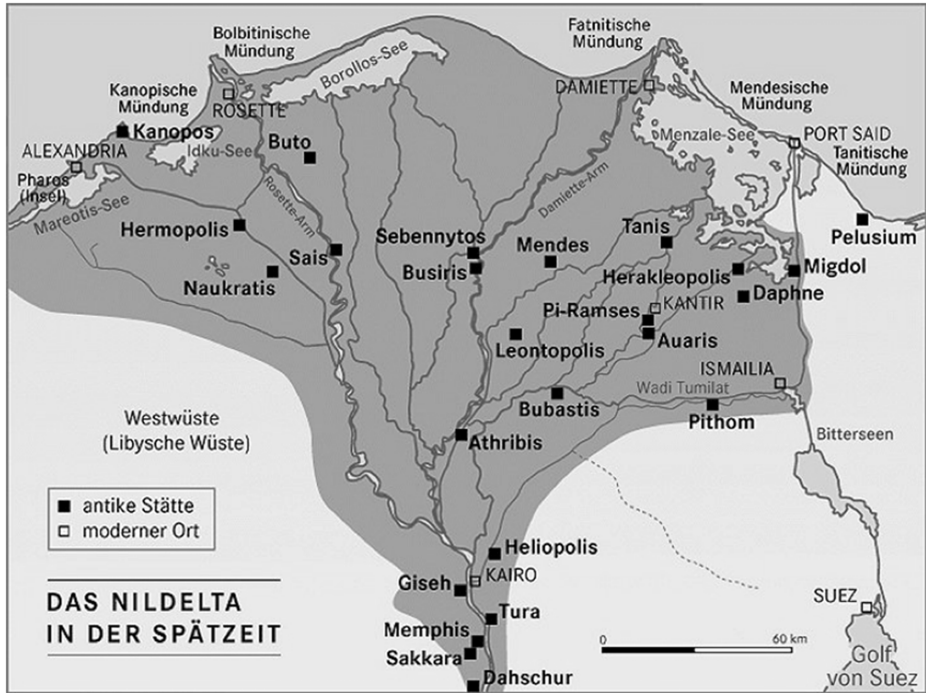 Bolbitinische
Mündung
Fatnitische
Mündung
Borollos-See
Kanopische
Mündung
ROSETTE
DAMIETTE
Mendesische
Mündung
Kanopos
Idku-See
Buto
Menzale-See
PORT SAID
ALEXANDRIA
Tanitische
Mündung
Pharos
(Insel)
Mareotis-See
Rosette-Arm
Damiette-Arm
Hermopolis
Sais
Sebennytos
Busiris
Mendes
Tanis
Pelusium
Naukratis
Herakleopolis
Migdol
Daphne
KANTIR
Pi-Ramses
Auaris
Leontopolis
ISMAILIA
Wadi Tumilat
Bubastis
Pithom
Westwüste
(Libysche Wüste)
Athribis
Bitterseen
antike Stätte
moderner Ort
Heliopolis
KAIRO
Giseh
DAS NILDELTA
IN DER SPÄTZEIT
Tura
SUEZ
Memphis
Sakkara
0
60 km
Dahschur
Golf
von Suez